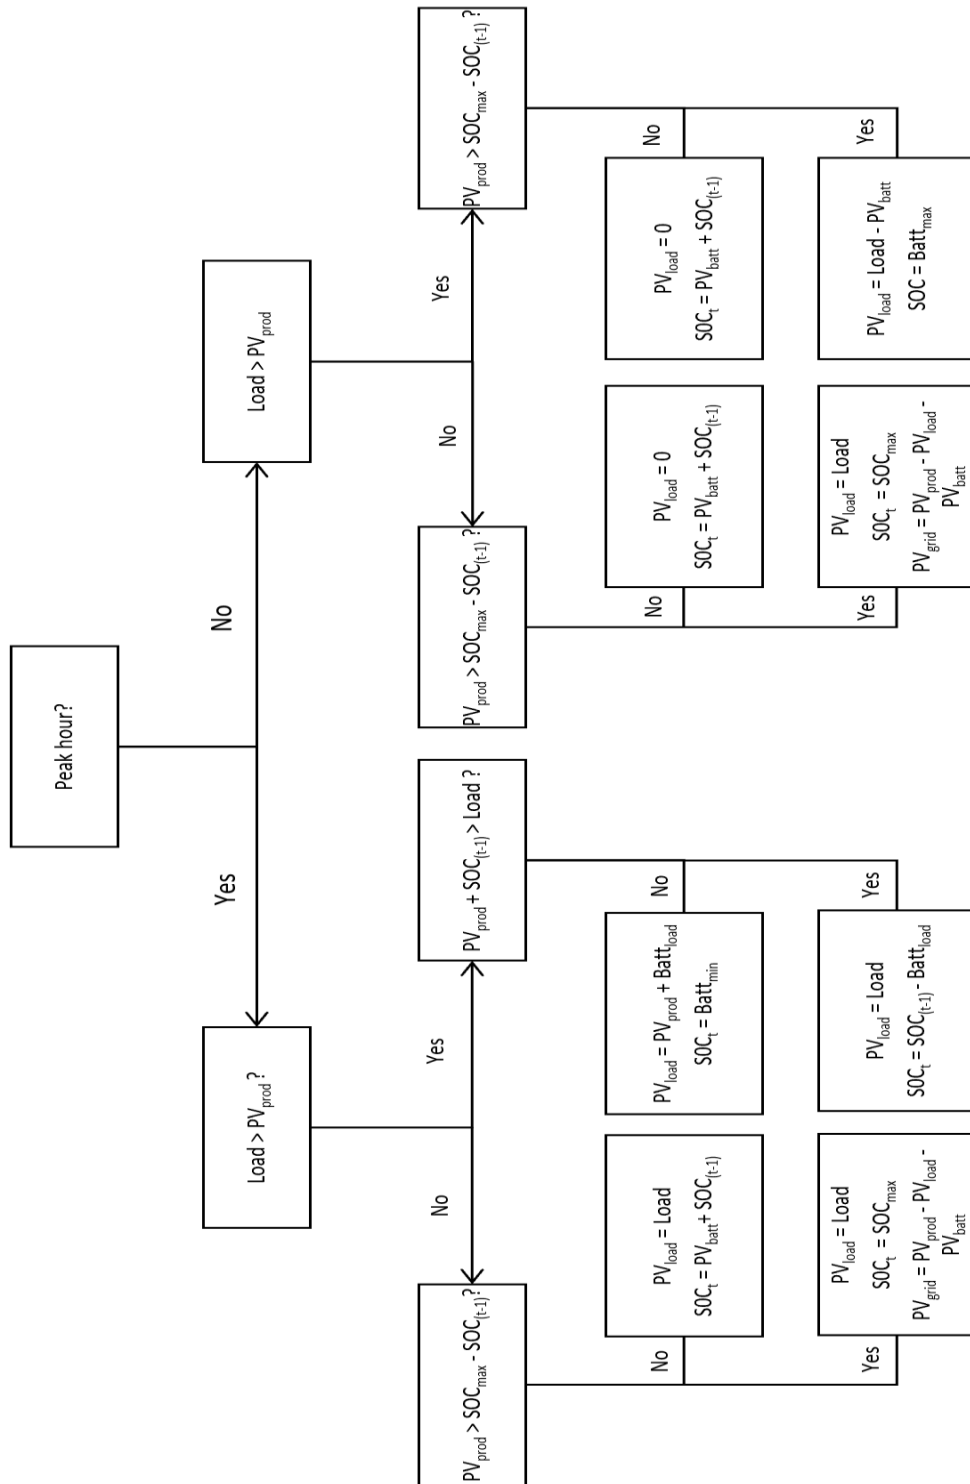 Peak hour?
Yes
No
Load > PV_prod ?
Load > PV_prod
No
Yes
No
Yes
PV_prod > SOC_max - SOC_(t-1) ?
PV_prod + SOC_(t-1) > Load ?
PV_prod > SOC_max - SOC_(t-1) ?
PV_prod > SOC_max - SOC_(t-1) ?
No
PV_load = Load
SOC_t = PV_batt + SOC_(t-1)
PV_load = PV_prod + Batt_load
SOC_t = Batt_min
No
No
PV_load = 0
SOC_t = PV_batt + SOC_(t-1)
PV_load = 0
SOC_t = PV_batt + SOC_(t-1)
No
Yes
PV_load = Load
SOC_t = SOC_max
PV_grid = PV_prod - PV_load -
PV_batt
PV_load = Load
SOC_t = SOC_(t-1) - Batt_load
Yes
Yes
PV_load = Load
SOC_t = SOC_max
PV_grid = PV_prod - PV_load -
PV_batt
PV_load = Load - PV_batt
SOC = Batt_max
Yes